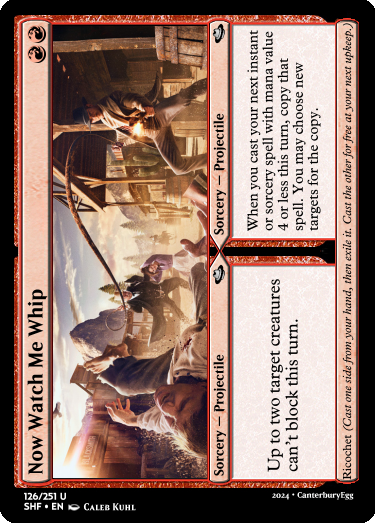 Now Watch Me Whip
Sorcery — Projectile
Up to two target creatures
can't block this turn.
Sorcery — Projectile
When you cast your next instant
or sorcery spell with mana value
4 or less this turn, copy that
spell. You may choose new
targets for the copy.
Ricochet (Cast one side from your hand, then exile it. Cast the other for free at your next upkeep.)
126/251 U
SHF • EN Caleb Kuhl
2024 • CanterburyEgg